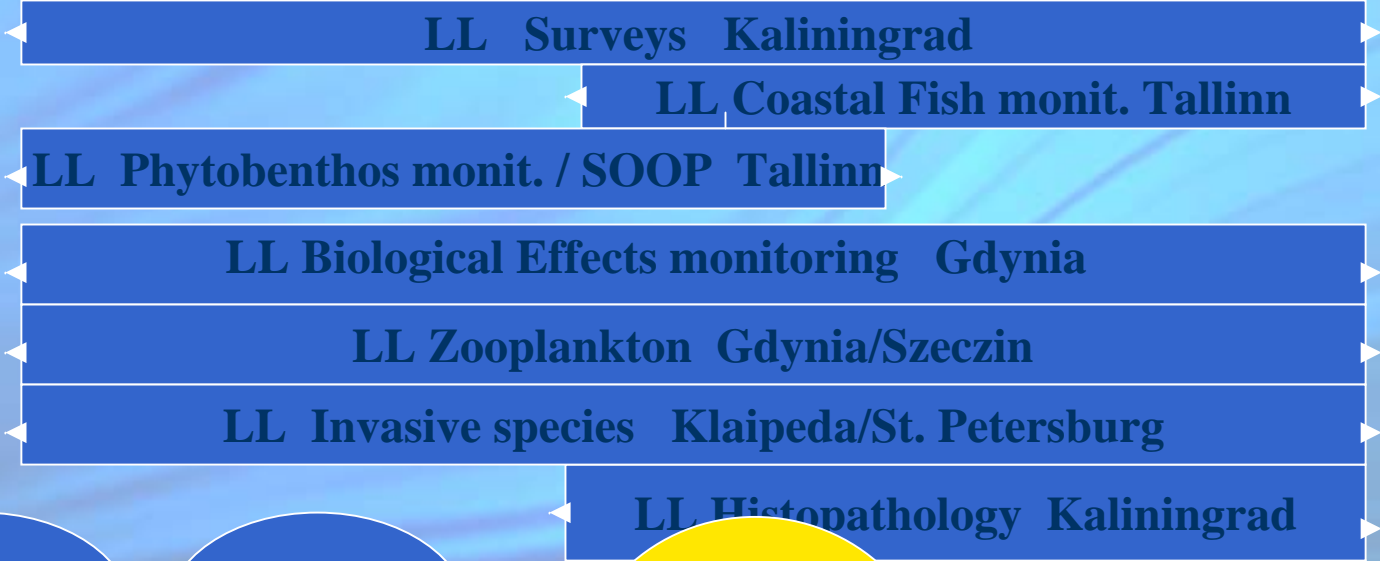 LL Surveys Kaliningrad
LL Coastal Fish monit. Tallinn
LL Phytobenthos monit. / SOOP Tallinn
LL Biological Effects monitoring Gdynia
LL Zooplankton Gdynia/Szeczin
LL Invasive species Klaipeda/St. Petersburg
LL Histopathology Kaliningrad